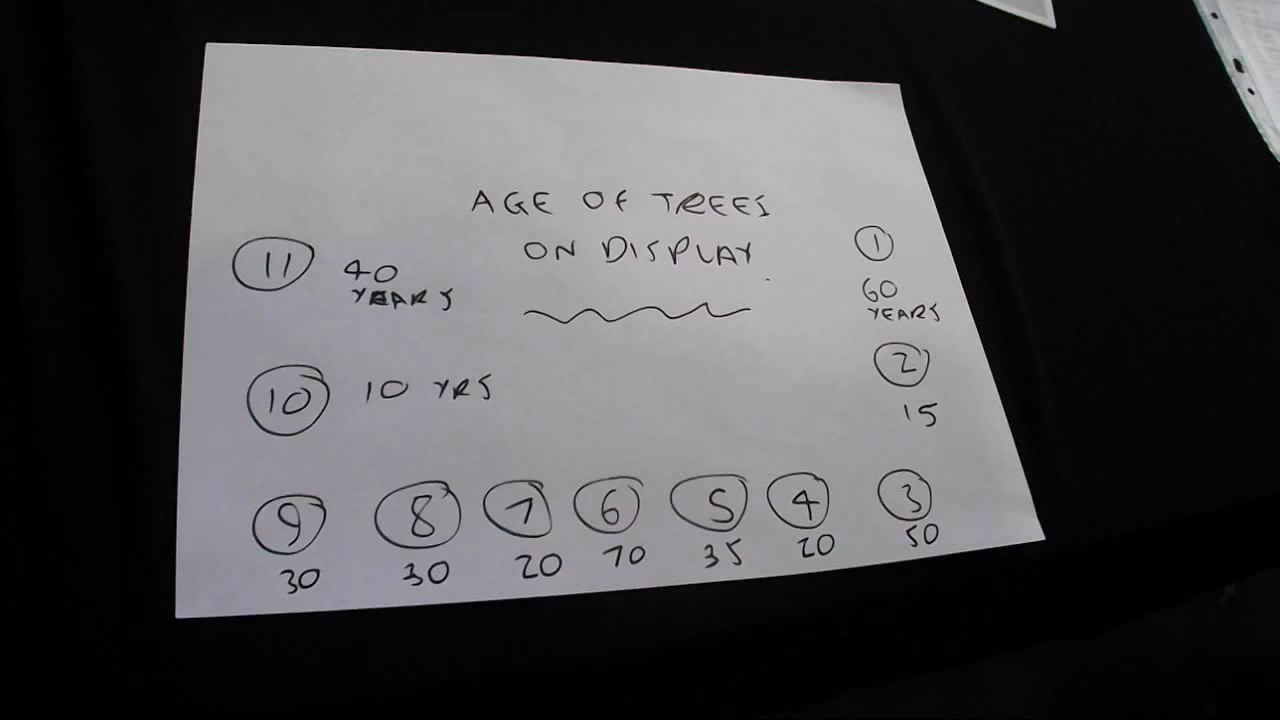 AGE OF TREES
ON DISPLAY
11 40
YEARS
1
60
YEARS
10 10 YRS
2
15
9 8 7 6 5 4 3
30 30 20 70 35 20 50